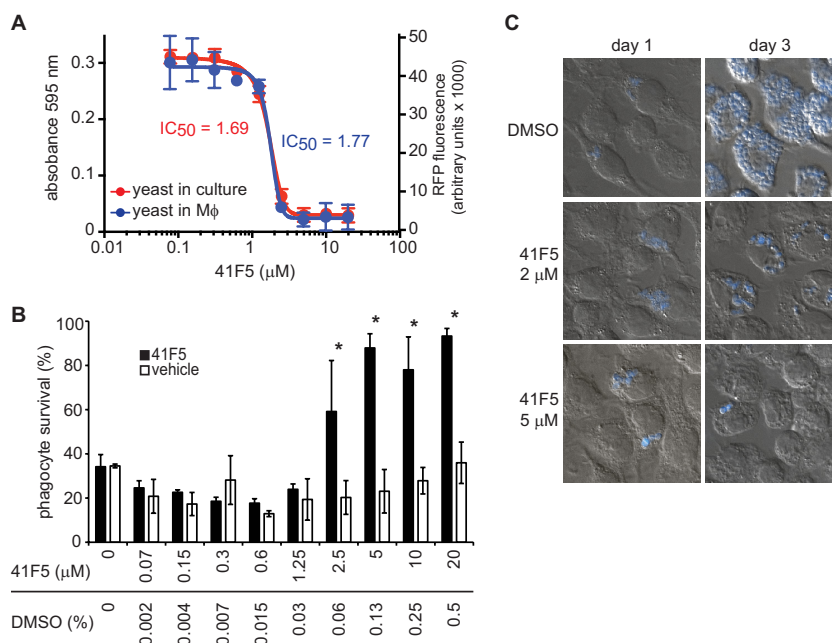 A
absobance 595 nm
0.3
0.2
0.1
0
IC50 = 1.69
IC50 = 1.77
yeast in culture
yeast in Mϕ
50
40
30
20
10
0
RFP fluorescence
(arbitrary units x 1000)
0.01 0.1 1 10 100
41F5 (μM)
B
phagocyte survival (%)
100
80
60
40
20
0
41F5
vehicle
* * * *
41F5 (μM) 0 0.07 0.15 0.3 0.6 1.25 2.5 5 10 20
DMSO (%) 0 0.002 0.004 0.007 0.015 0.03 0.06 0.13 0.25 0.5
C
day 1 day 3
DMSO
41F5
2 μM
41F5
5 μM